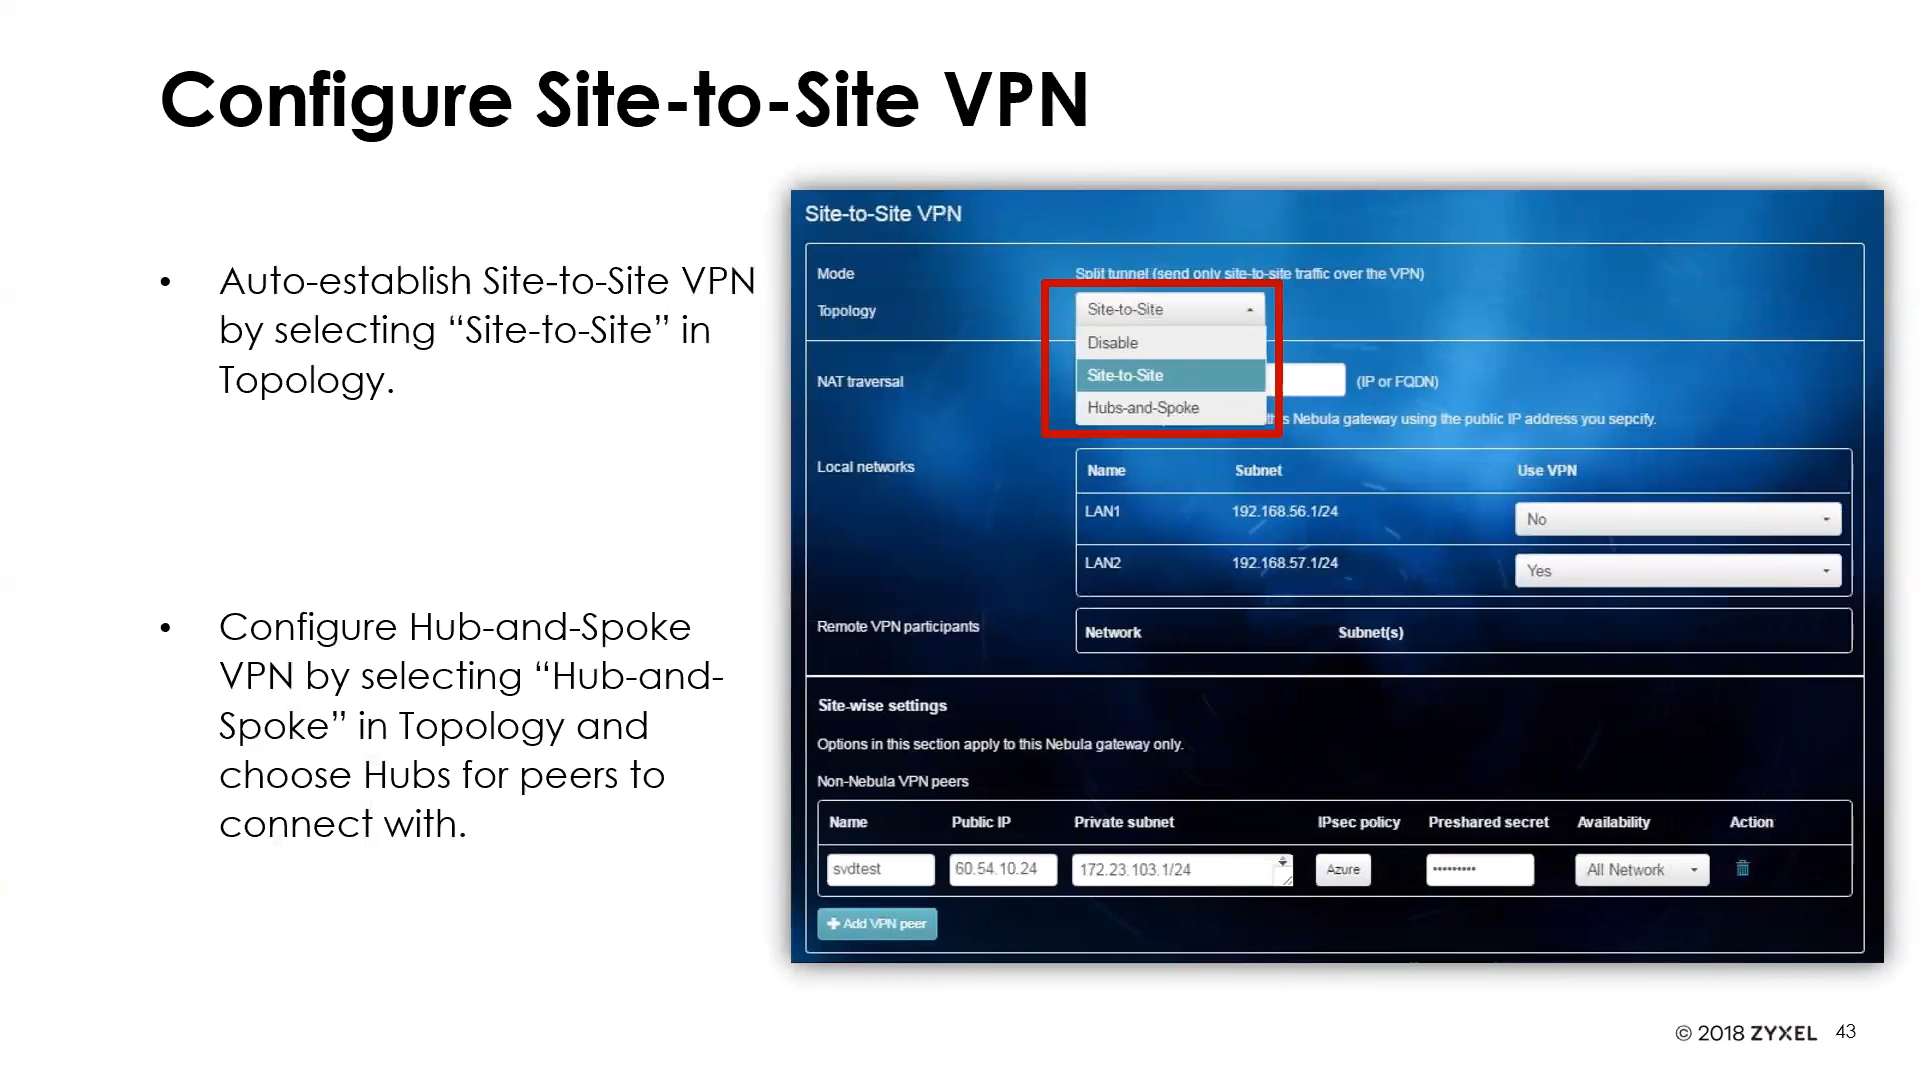 Configure Site-to-Site VPN
• Auto-establish Site-to-Site VPN
by selecting “Site-to-Site” in
Topology.
• Configure Hub-and-Spoke
VPN by selecting “Hub-and-
Spoke” in Topology and
choose Hubs for peers to
connect with.
Site-to-Site VPN
Mode Split tunnel (send only site-to-site traffic over the VPN)
Topology Site-to-Site
Disable
Site-to-Site
Hubs-and-Spoke
NAT traversal (IP or FQDN)
this Nebula gateway using the public IP address you sepcify.
Local networks Name Subnet Use VPN
LAN1 192.168.56.1/24 No
LAN2 192.168.57.1/24 Yes
Remote VPN participants Network Subnet(s)
Site-wise settings
Options in this section apply to this Nebula gateway only.
Non-Nebula VPN peers
Name Public IP Private subnet IPsec policy Preshared secret Availability Action
svdtest 60.54.10.24 172.23.103.1/24 Azure ••••••••• All Network
+ Add VPN peer
© 2018 ZYXEL 43